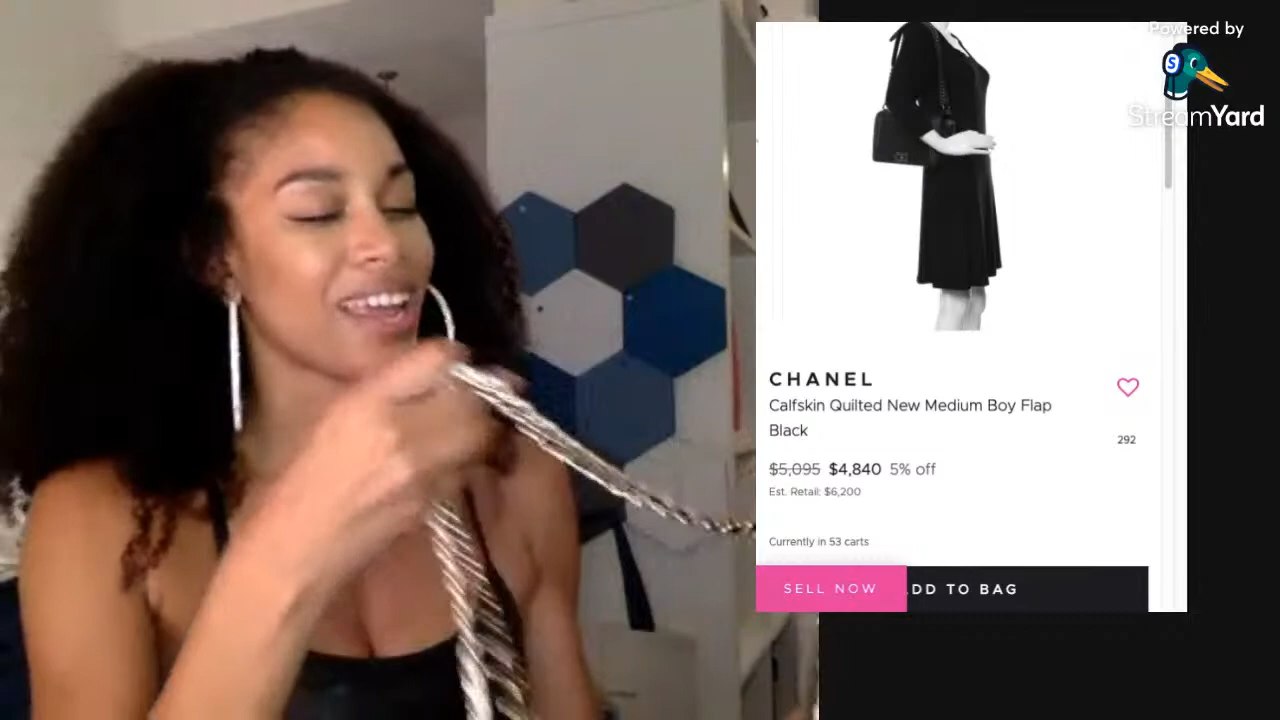 Powered by
StreamYard
CHANEL
Calfskin Quilted New Medium Boy Flap
Black
292
$5,095 $4,840 5% off
Est. Retail: $6,200
Currently in 53 carts
SELL NOW
DD TO BAG